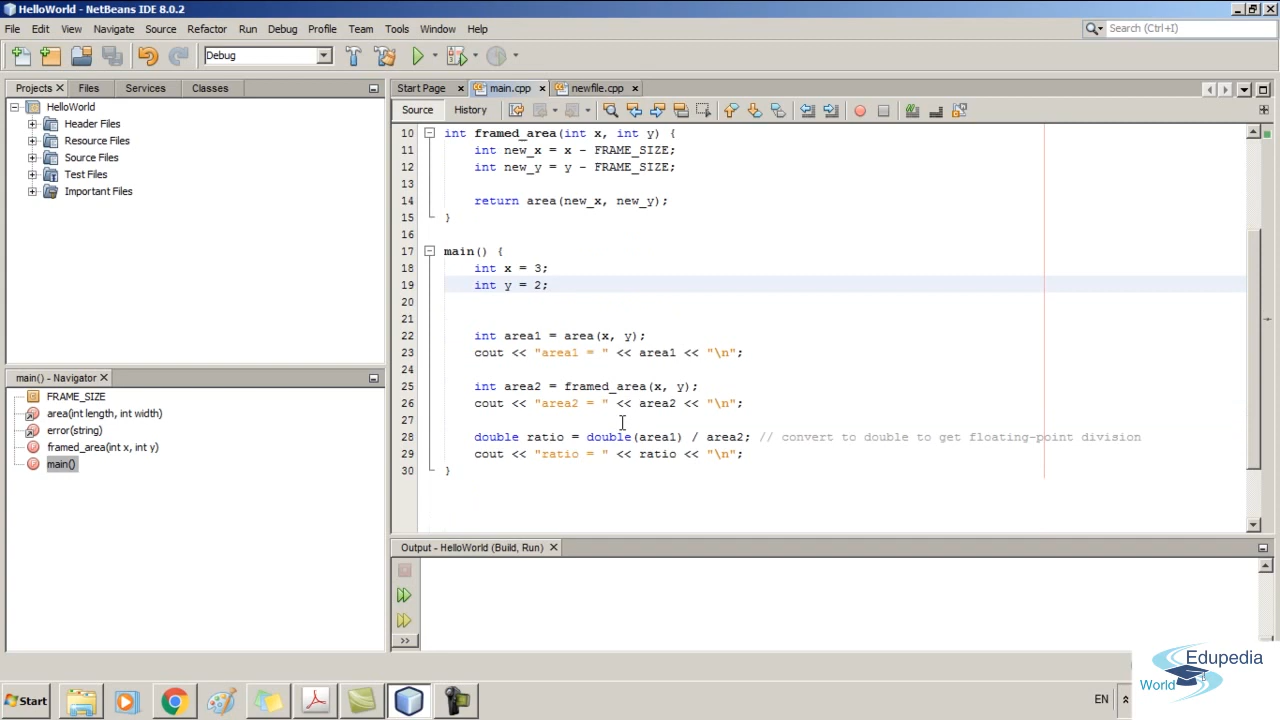 HelloWorld - NetBeans IDE 8.0.2
File Edit View Navigate Source Refactor Run Debug Profile Team Tools Window Help
Search (Ctrl+I)
Debug
Projects Files Services Classes
HelloWorld
Header Files
Resource Files
Source Files
Test Files
Important Files
main() - Navigator
FRAME_SIZE
area(int length, int width)
error(string)
framed_area(int x, int y)
main()
Start Page main.cpp newfile.cpp
Source History
10 int framed_area(int x, int y) {
11 int new_x = x - FRAME_SIZE;
12 int new_y = y - FRAME_SIZE;
13
14 return area(new_x, new_y);
15 }
16
17 main() {
18 int x = 3;
19 int y = 2;
20
21
22 int area1 = area(x, y);
23 cout << "area1 = " << area1 << "\n";
24
25 int area2 = framed_area(x, y);
26 cout << "area2 = " << area2 << "\n";
27
28 double ratio = double(area1) / area2; // convert to double to get floating-point division
29 cout << "ratio = " << ratio << "\n";
30 }
Output - HelloWorld (Build, Run)
Start
EN
Edupedia
World